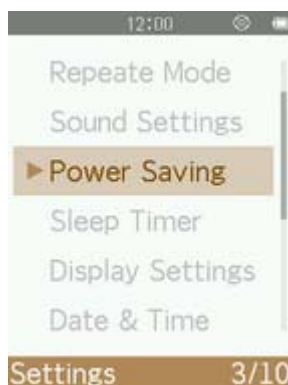 12:00
Repeate Mode
Sound Settings
Power Saving
Sleep Timer
Display Settings
Date & Time
Settings 3/10